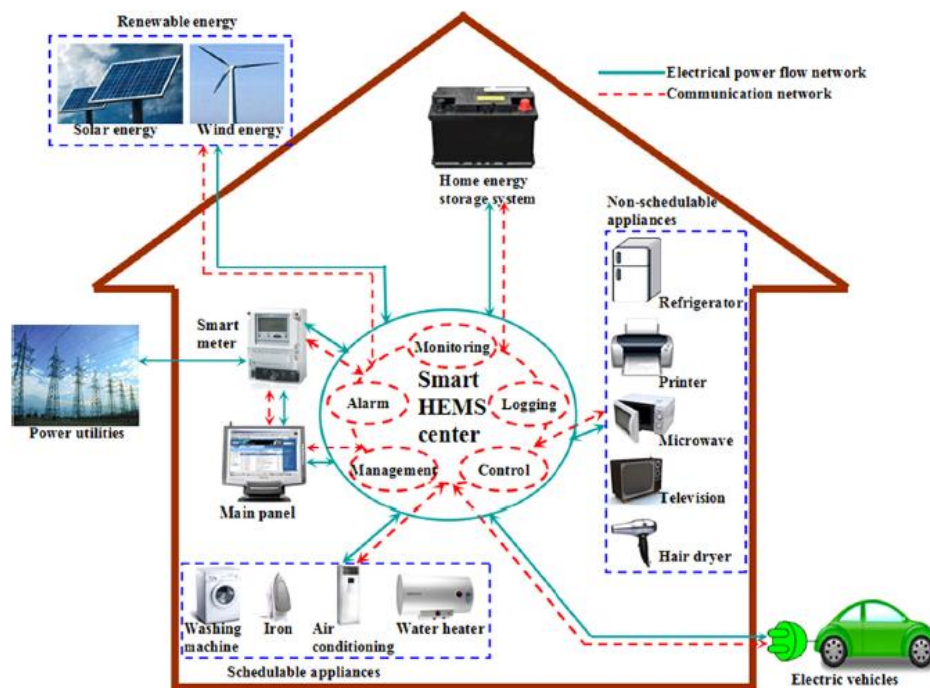 Renewable energy
Solar energy
Wind energy
Electrical power flow network
Communication network
Home energy
storage system
Non-schedulable
appliances
Refrigerator
Printer
Microwave
Television
Hair dryer
Smart
meter
Power utilities
Main panel
Monitoring
Smart
HEMS
center
Alarm
Logging
Management
Control
Washing
machine
Iron
Air
conditioning
Water heater
Schedulable appliances
Electric vehicles